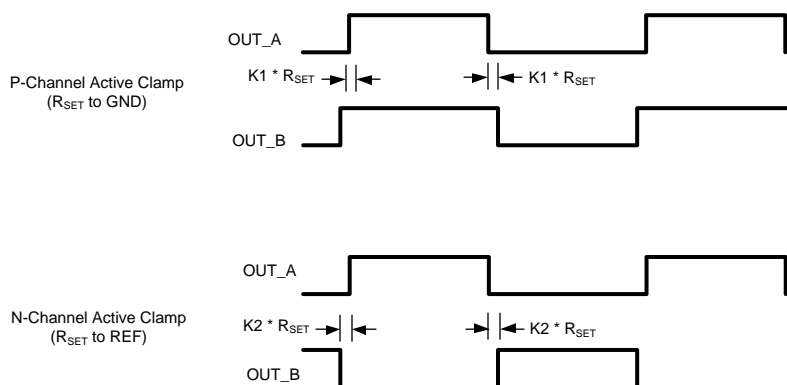 OUT_A
K1 * RSET
K1 * RSET
P-Channel Active Clamp
(RSET to GND)
OUT_B
OUT_A
N-Channel Active Clamp
(RSET to REF)
K2 * RSET
K2 * RSET
OUT_B